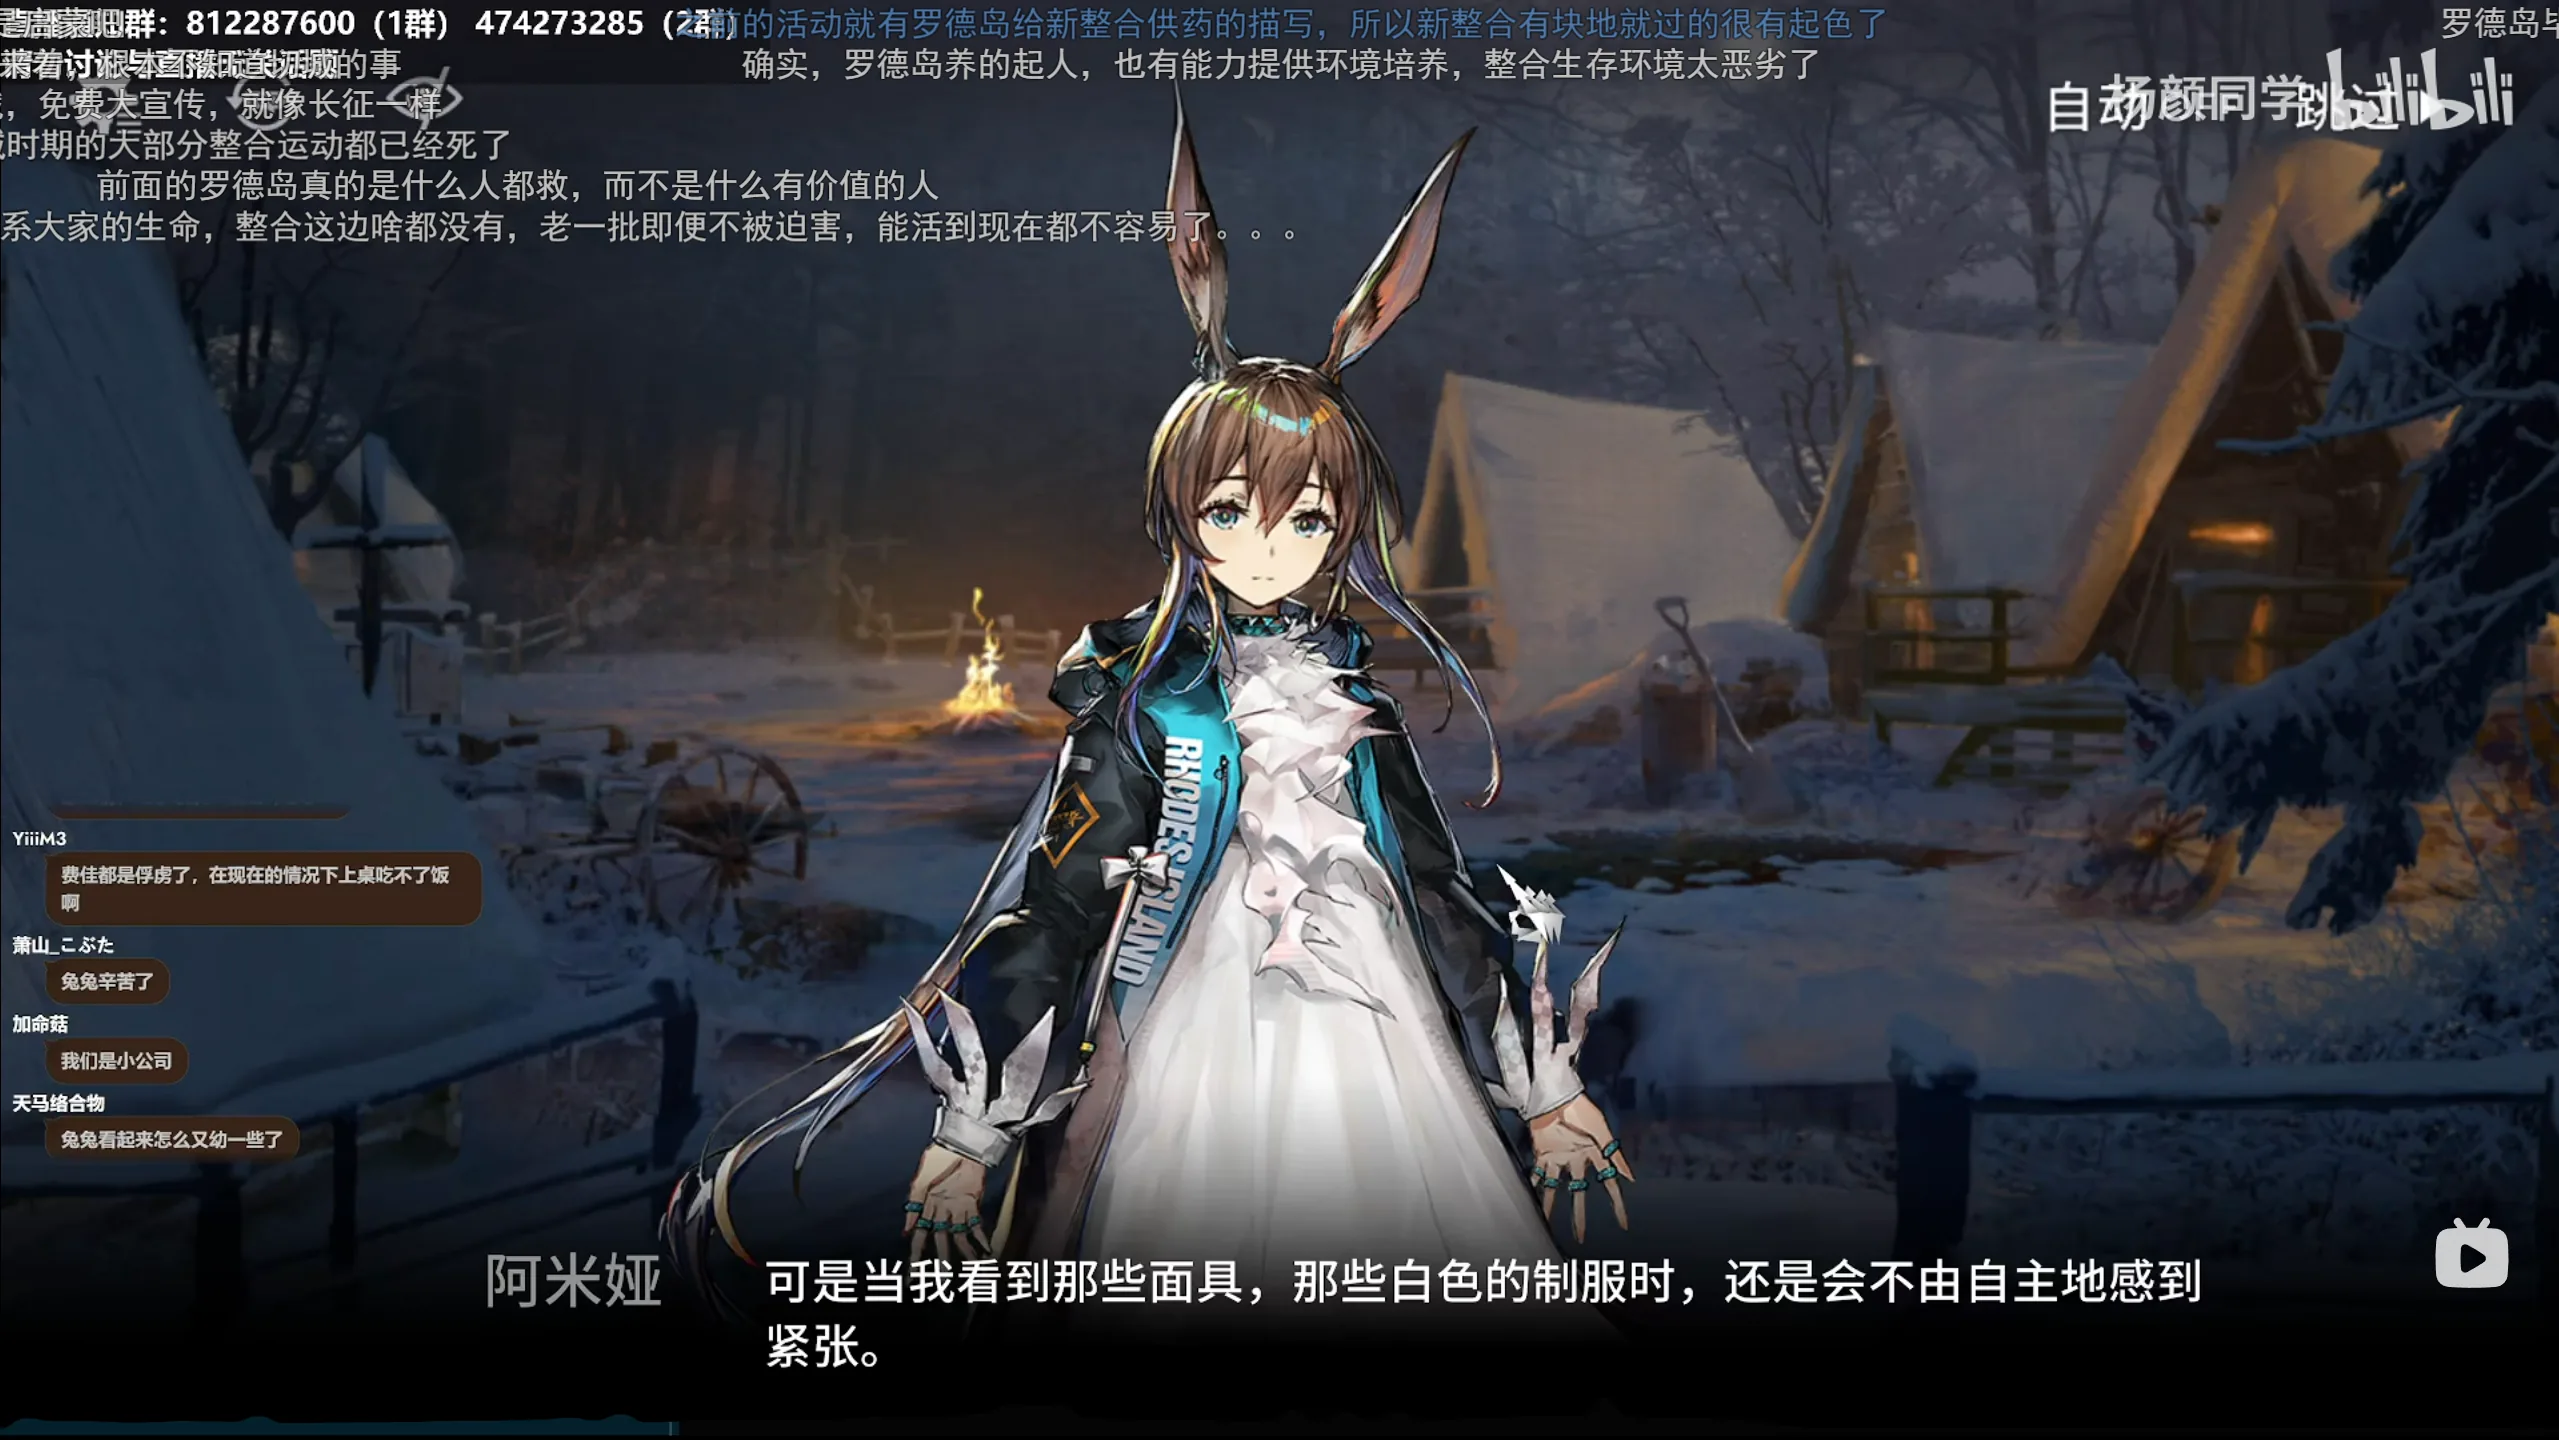 群：812287600（1群） 474273285（2群）
的活动就有罗德岛给新整合供药的描写，所以新整合有块地就过的很有起色了
罗德岛
的事
确实，罗德岛养的起人，也有能力提供环境培养，整合生存环境太恶劣了
，免费大宣传，就像长征一样
自动
杨颜同学
跳过
bilibili
时期的大部分整合运动都已经死了
前面的罗德岛真的是什么人都救，而不是什么有价值的人
系大家的生命，整合这边啥都没有，老一批即便不被迫害，能活到现在都不容易了。。。
RHODES ISLAND
YiiiM3
费佳都是俘虏了，在现在的情况下上桌吃不了饭
啊
萧山_こぶた
兔兔辛苦了
加命菇
我们是小公司
天马络合物
兔兔看起来怎么又幼一些了
阿米娅
可是当我看到那些面具，那些白色的制服时，还是会不由自主地感到
紧张。